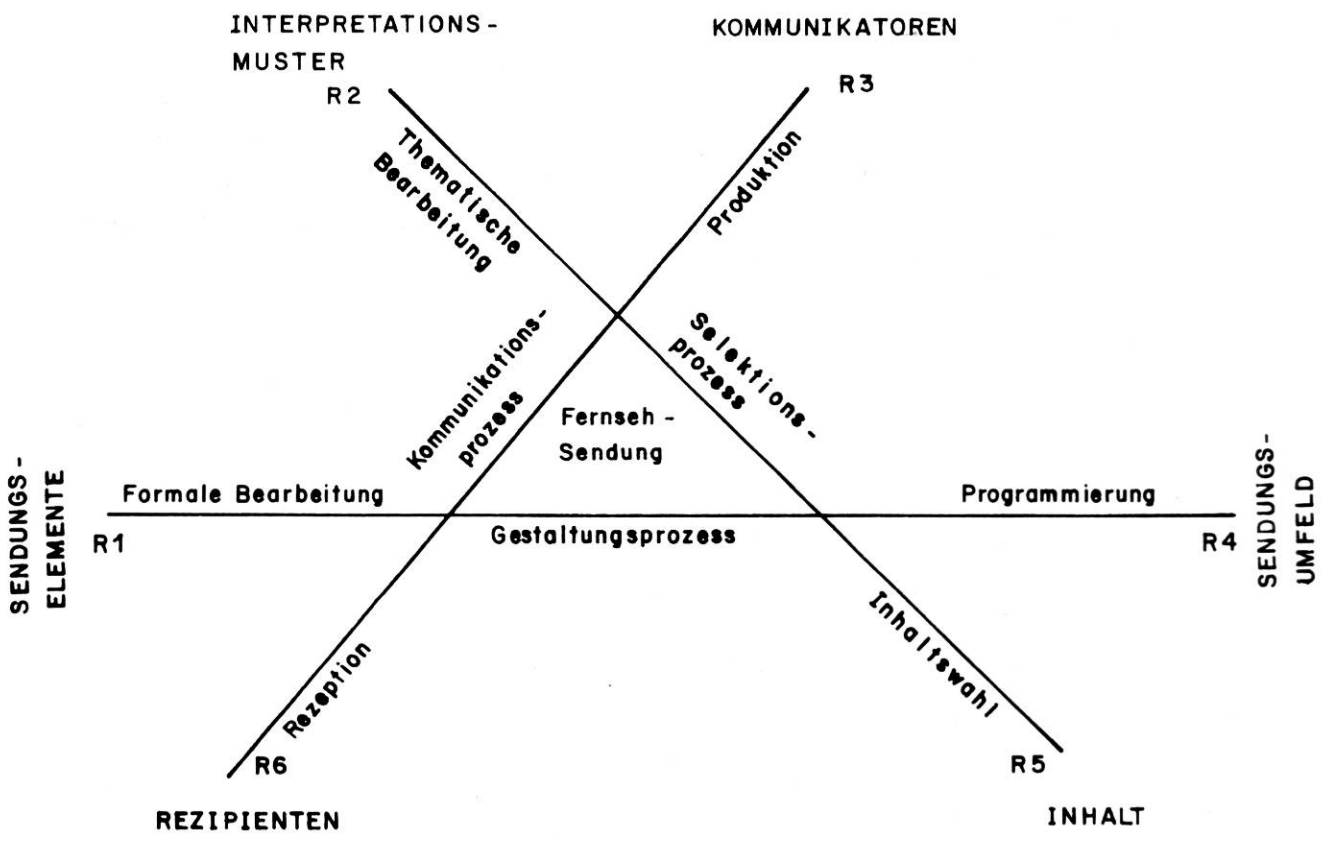 INTERPRETATIONS-
MUSTER
R2
KOMMUNIKATOREN
R3
Thematische
Bearbeitung
Produktion
Kommunikations-
prozess
Selektions-
prozess
Fernseh-
Sendung
SENDUNGS-
ELEMENTE
Formale Bearbeitung
R1
Gestaltungsprozess
Programmierung
R4
SENDUNGS-
UMFELD
Rezeption
R6
REZIPIENTEN
Inhaltswahl
R5
INHALT